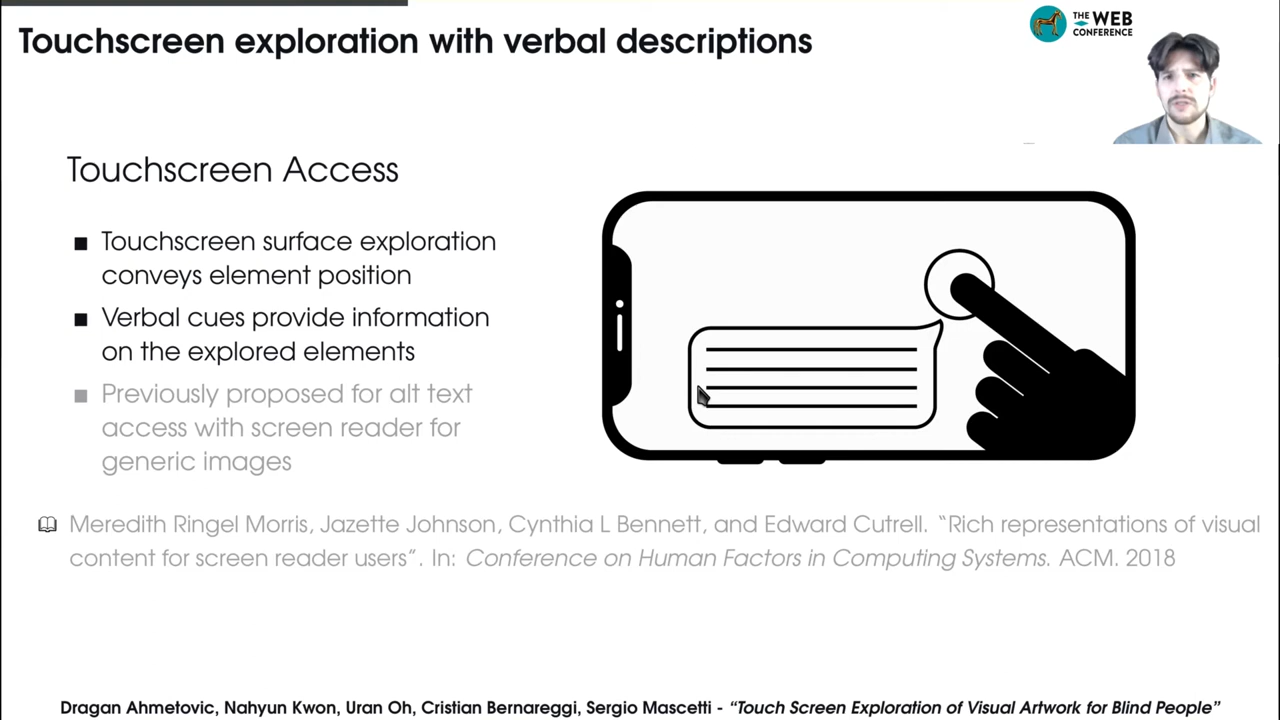 Touchscreen exploration with verbal descriptions
THE WEB
CONFERENCE
Touchscreen Access
Touchscreen surface exploration
conveys element position
Verbal cues provide information
on the explored elements
Previously proposed for alt text
access with screen reader for
generic images
Meredith Ringel Morris, Jazette Johnson, Cynthia L Bennett, and Edward Cutrell. “Rich representations of visual
content for screen reader users”. In: Conference on Human Factors in Computing Systems. ACM. 2018
Dragan Ahmetovic, Nahyun Kwon, Uran Oh, Cristian Bernareggi, Sergio Mascetti - “Touch Screen Exploration of Visual Artwork for Blind People”